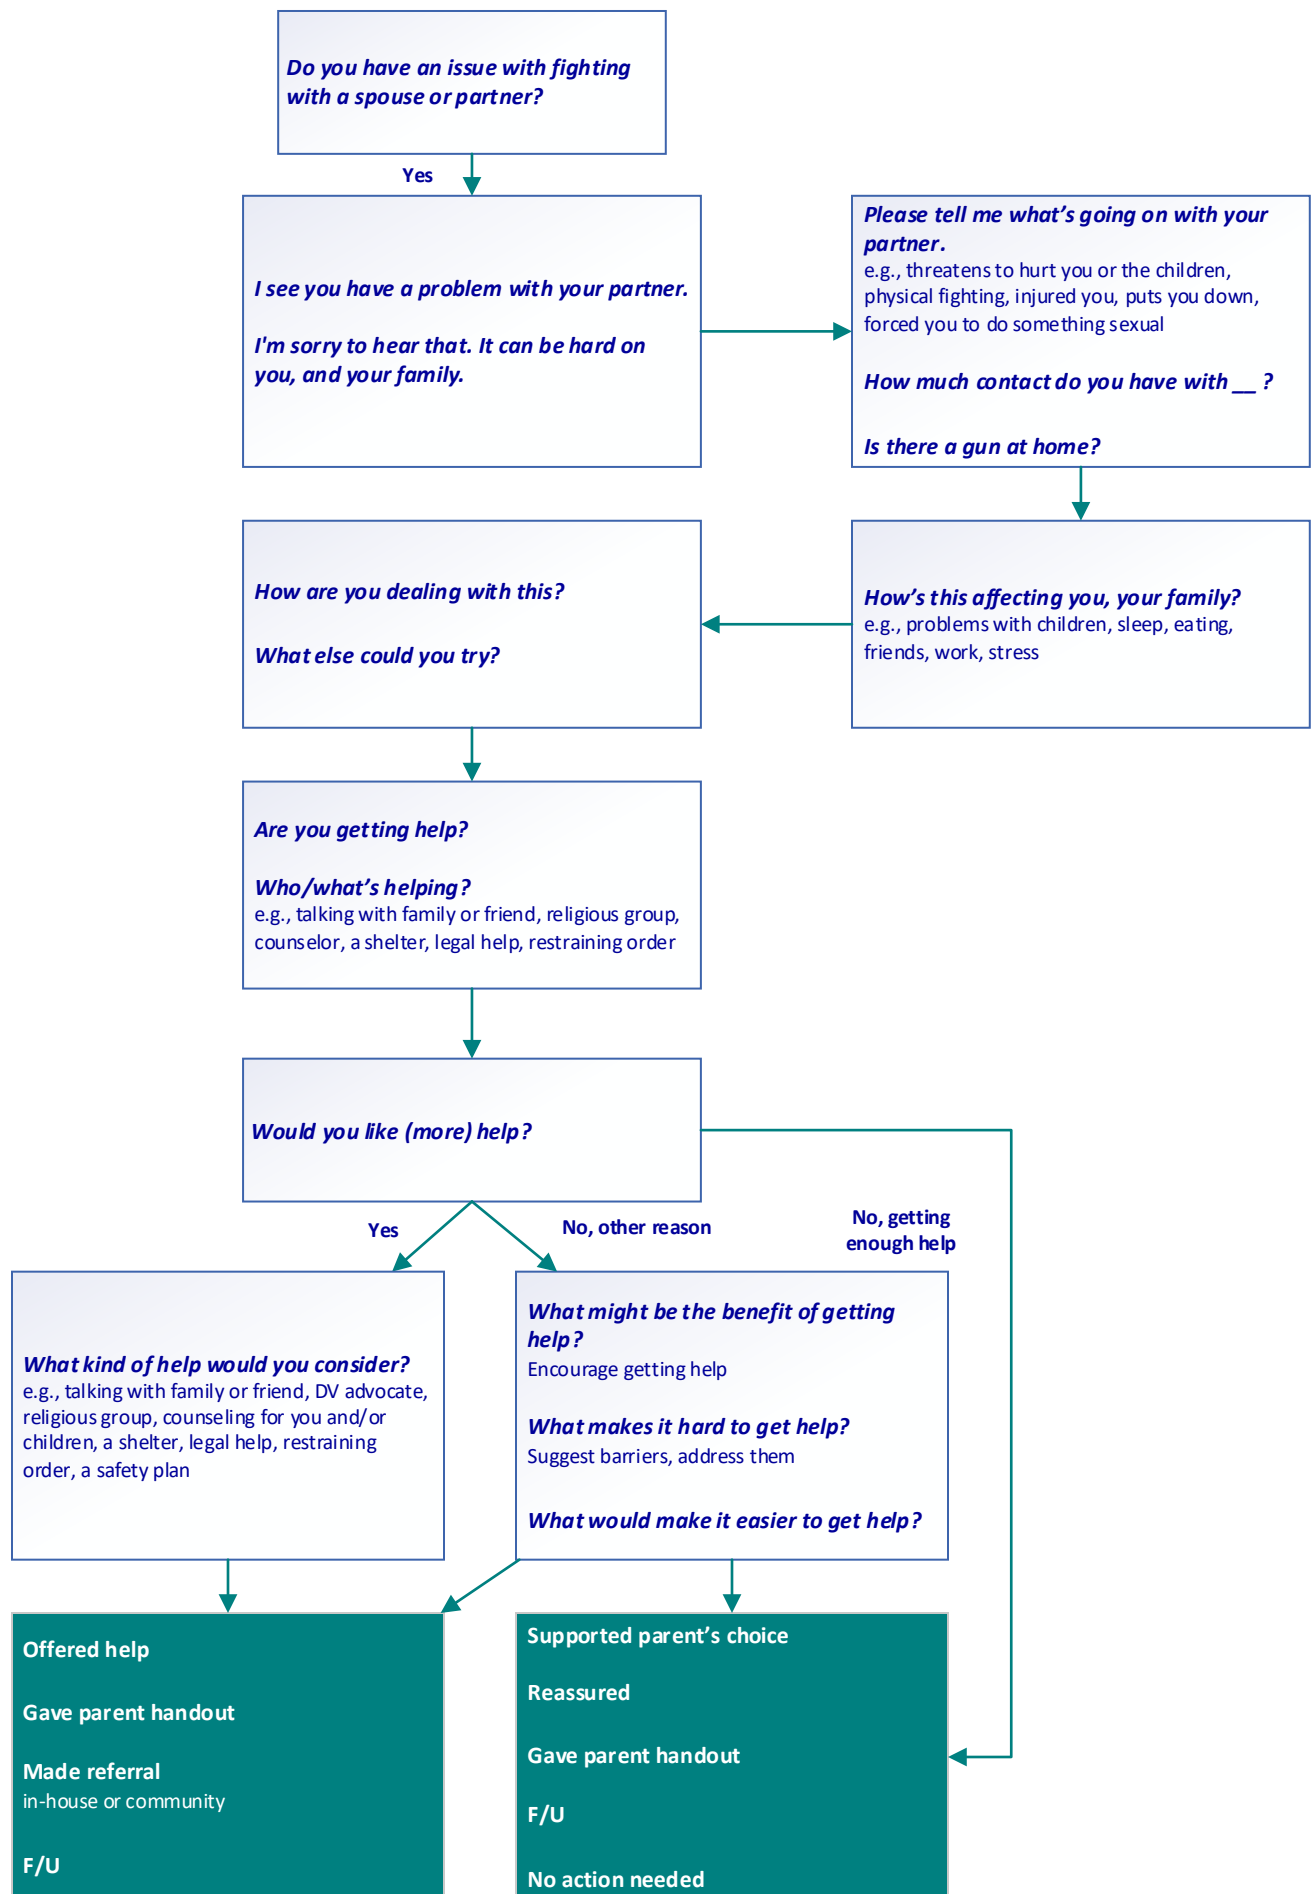 Do you have an issue with fighting
with a spouse or partner?
Yes
I see you have a problem with your partner.
I'm sorry to hear that. It can be hard on
you, and your family.
Please tell me what’s going on with your
partner.
e.g., threatens to hurt you or the children,
physical fighting, injured you, puts you down,
forced you to do something sexual
How much contact do you have with __ ?
Is there a gun at home?
How’s this affecting you, your family?
e.g., problems with children, sleep, eating,
friends, work, stress
How are you dealing with this?
What else could you try?
Are you getting help?
Who/what’s helping?
e.g., talking with family or friend, religious group,
counselor, a shelter, legal help, restraining order
Would you like (more) help?
Yes
No, other reason
No, getting
enough help
What kind of help would you consider?
e.g., talking with family or friend, DV advocate,
religious group, counseling for you and/or
children, a shelter, legal help, restraining
order, a safety plan
What might be the benefit of getting
help?
Encourage getting help
What makes it hard to get help?
Suggest barriers, address them
What would make it easier to get help?
Offered help
Gave parent handout
Made referral
in-house or community
F/U
Supported parent’s choice
Reassured
Gave parent handout
F/U
No action needed